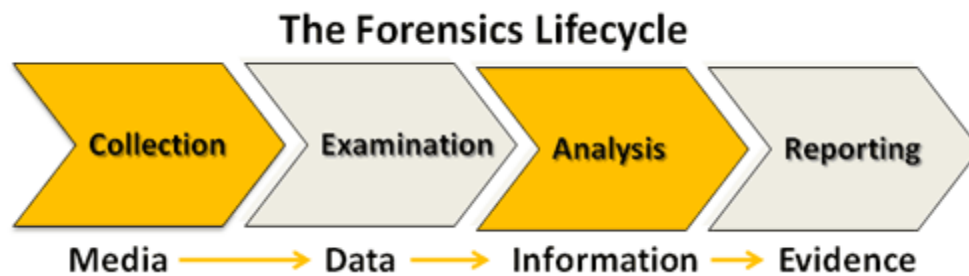 The Forensics Lifecycle
Collection Examination Analysis Reporting
Media Data Information Evidence